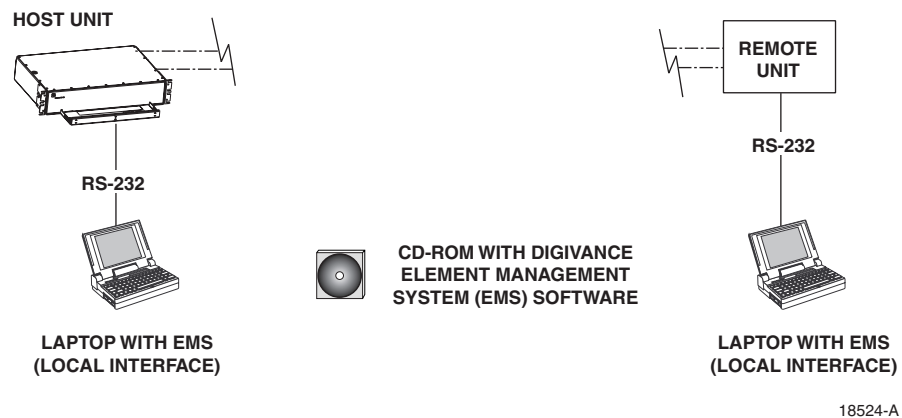 HOST UNIT
REMOTE
UNIT
RS-232
RS-232
CD-ROM WITH DIGIVANCE
ELEMENT MANAGEMENT
SYSTEM (EMS) SOFTWARE
LAPTOP WITH EMS
(LOCAL INTERFACE)
LAPTOP WITH EMS
(LOCAL INTERFACE)
18524-A